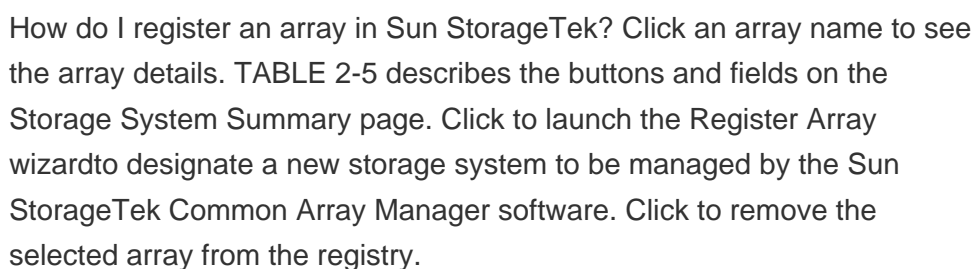 How do I register an array in Sun StorageTek? Click an array name to see
the array details. TABLE 2-5 describes the buttons and fields on the
Storage System Summary page. Click to launch the Register Array
wizardto designate a new storage system to be managed by the Sun
StorageTek Common Array Manager software. Click to remove the
selected array from the registry.